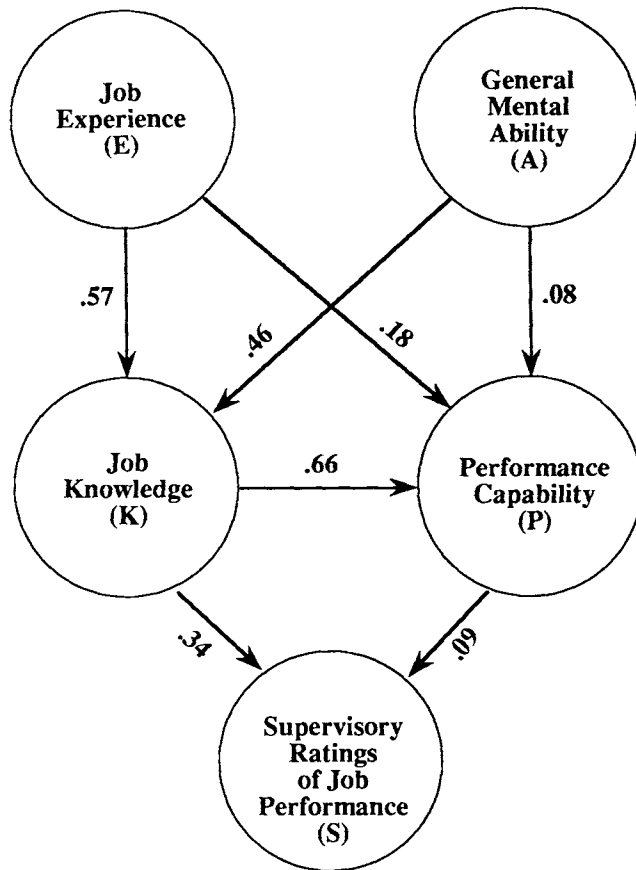 Job
Experience
(E)
General
Mental
Ability
(A)
.57
.46
.18
.08
Job
Knowledge
(K)
.66
Performance
Capability
(P)
.34
.09
Supervisory
Ratings
of Job
Performance
(S)